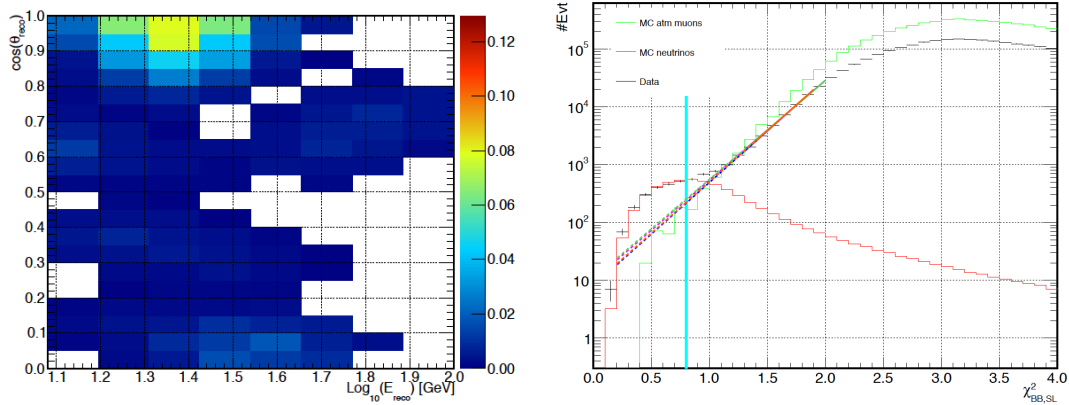 cos(θreco)
1.0
0.9
0.8
0.7
0.6
0.5
0.4
0.3
0.2
0.1
0.0
1.1 1.2 1.3 1.4 1.5 1.6 1.7 1.8 1.9 2.0
Log10(Ereco) [GeV]
0.12
0.10
0.08
0.06
0.04
0.02
0.00
#Evt
10^5
10^4
10^3
10^2
10
1
MC atm muons
MC neutrinos
Data
0.0 0.5 1.0 1.5 2.0 2.5 3.0 3.5 4.0
χ²BB,SL